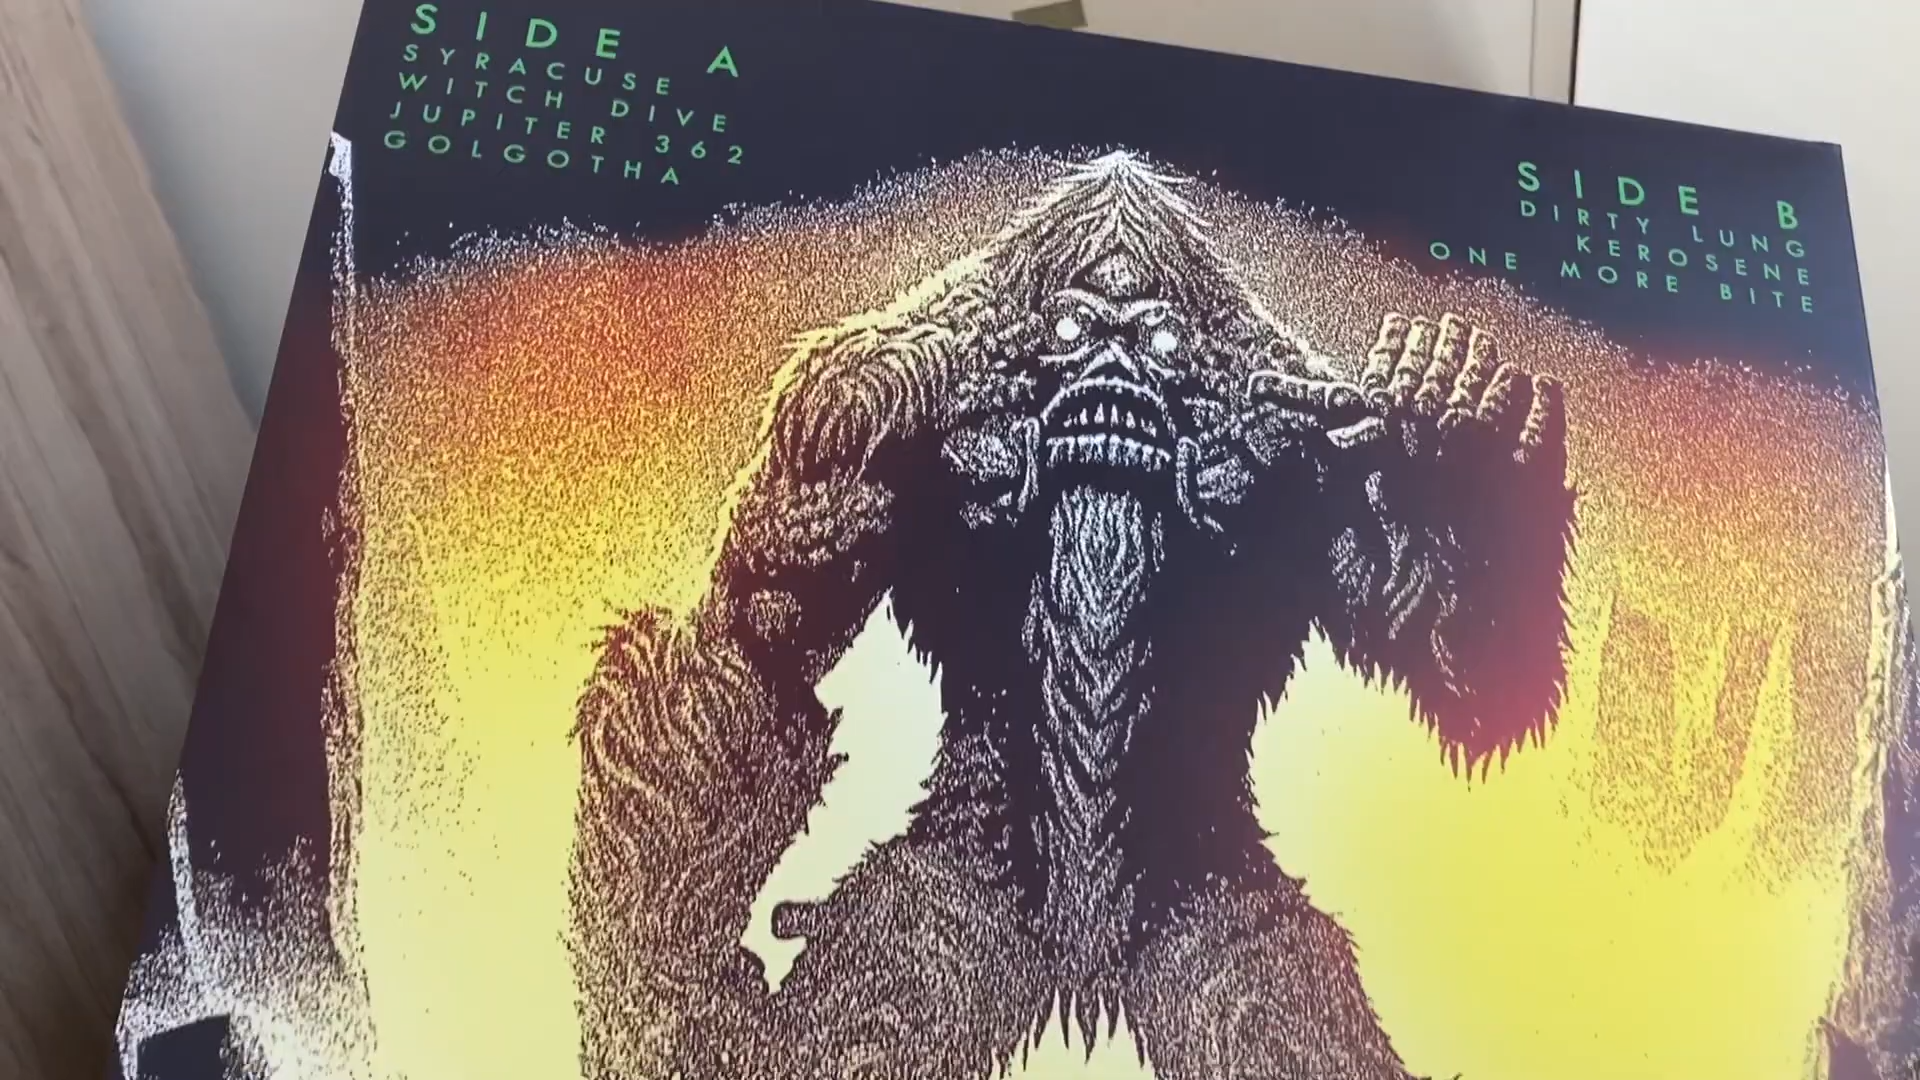 SIDE A
SYRACUSE
WITCH DIVE
JUPITER 362
GOLGOTHA
SIDE B
DIRTY LUNG
KEROSENE
ONE MORE BITE